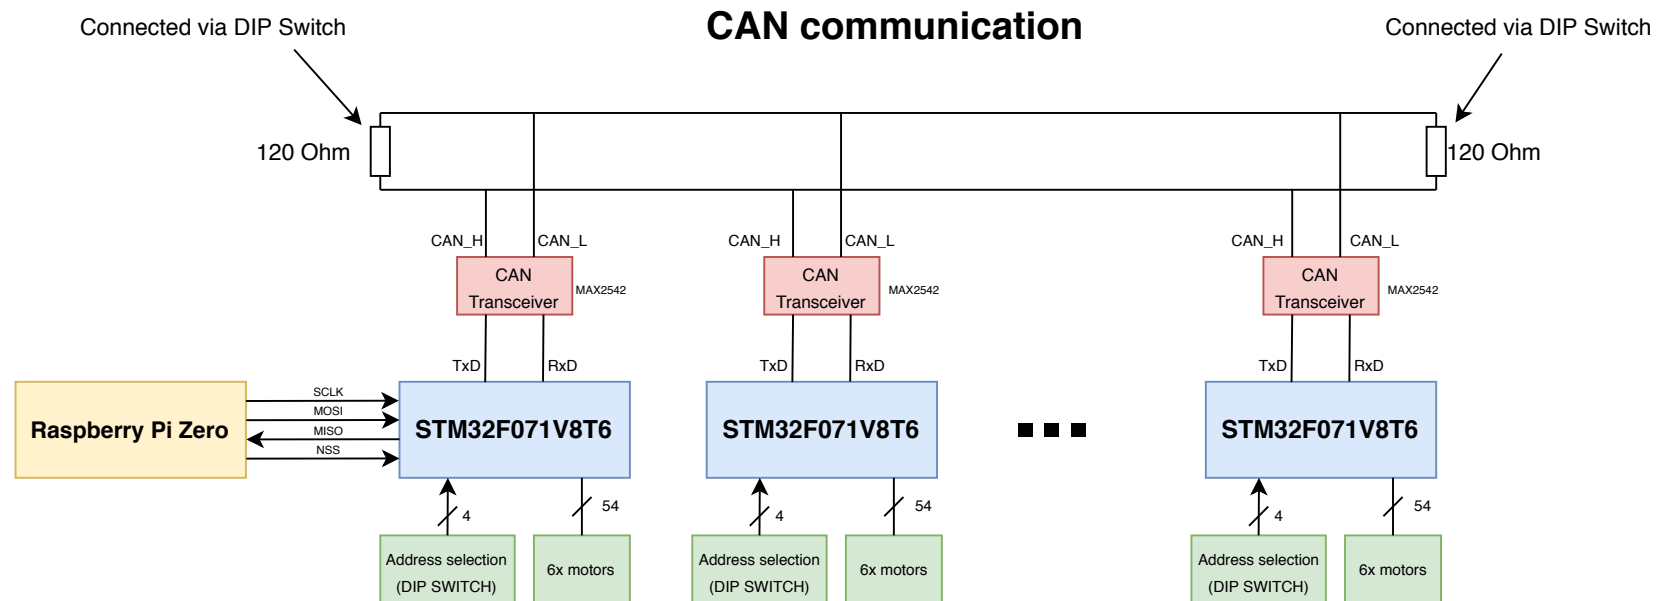 CAN communication
Connected via DIP Switch
Connected via DIP Switch
120 Ohm
120 Ohm
CAN_H
CAN_L
CAN_H
CAN_L
CAN_H
CAN_L
CAN
Transceiver
MAX2542
CAN
Transceiver
MAX2542
CAN
Transceiver
MAX2542
TxD
RxD
TxD
RxD
TxD
RxD
Raspberry Pi Zero
SCLK
MOSI
MISO
NSS
STM32F071V8T6
STM32F071V8T6
STM32F071V8T6
4
54
4
54
4
54
Address selection
(DIP SWITCH)
6x motors
Address selection
(DIP SWITCH)
6x motors
Address selection
(DIP SWITCH)
6x motors